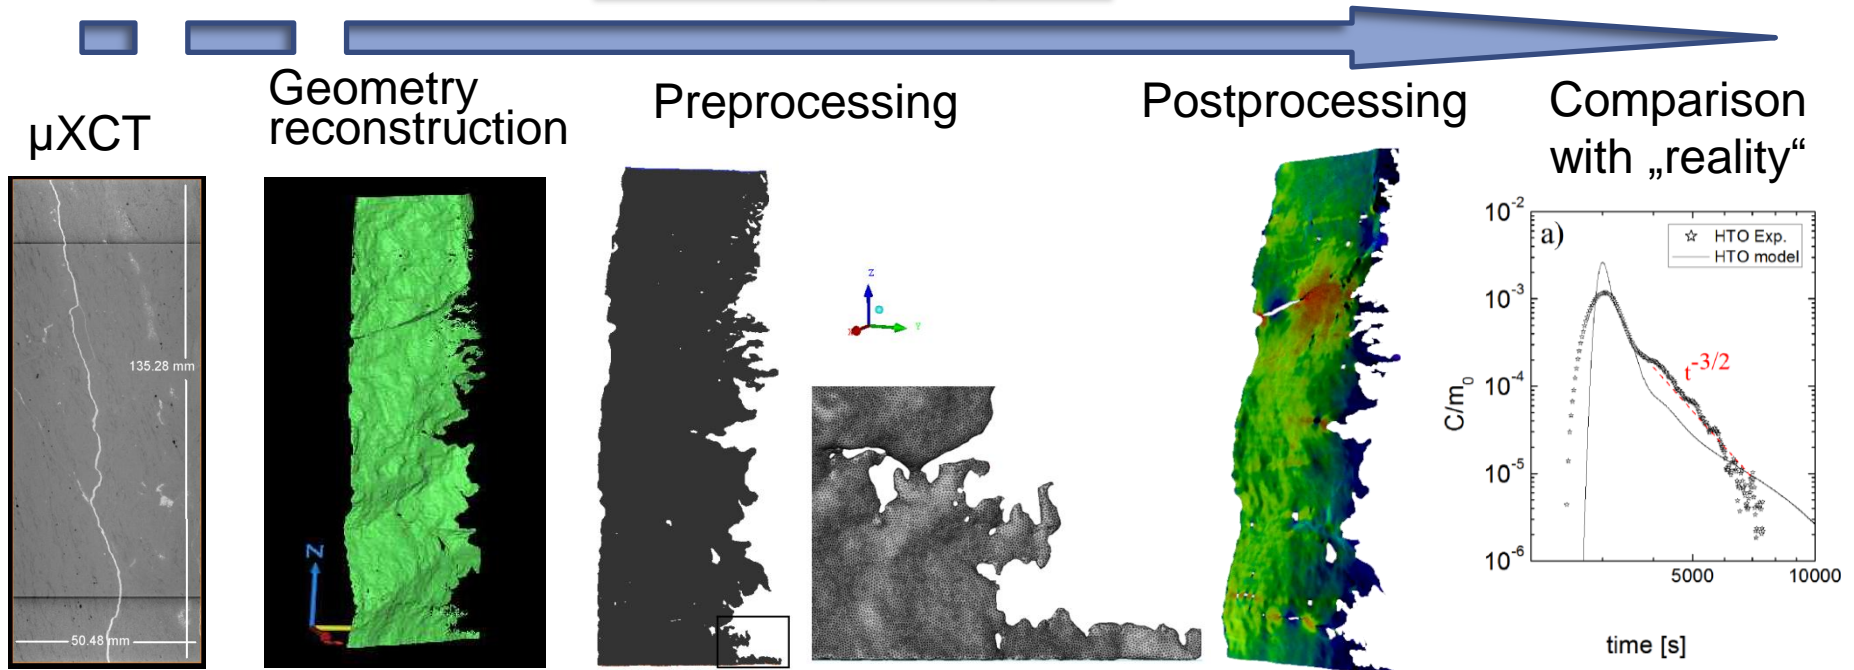 µXCT
Geometry
reconstruction
Preprocessing
Postprocessing
Comparison
with „reality“
135.28 mm
50.48 mm
Z
Z
Y
a)
HTO Exp.
HTO model
t-3/2
C/m0
10-2
10-3
10-4
10-5
10-6
5000
10000
time [s]